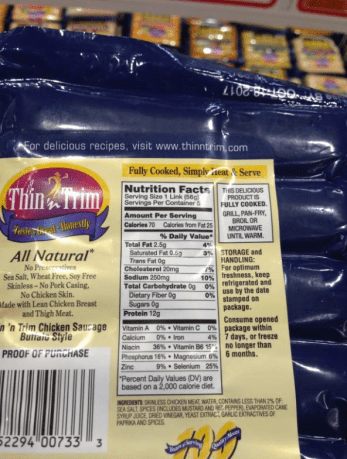 OCT-18-2017
For delicious recipes, visit www.thinntrim.com
Fully Cooked, Simply Heat & Serve
Thin 'n Trim
Tastes Great, Honestly
All Natural*
No Preservatives
Sea Salt, Wheat Free, Soy Free
Skinless – No Pork Casing,
No Chicken Skin.
Made with Lean Chicken Breast
and Thigh Meat.
'n Trim Chicken Sausage
Buffalo Style
PROOF OF PURCHASE
52294 00733 3
Nutrition Facts
Serving Size 1 Link (56g)
Servings Per Container 5
Amount Per Serving
Calories 70 Calories from Fat 25
% Daily Value*
Total Fat 2.5g 4%
Saturated Fat 0.5g 3%
Trans Fat 0g
Cholesterol 20mg 7%
Sodium 250mg 10%
Total Carbohydrate 0g 0%
Dietary Fiber 0g 0%
Sugars 0g
Protein 12g
Vitamin A 0% • Vitamin C 0%
Calcium 0% • Iron 4%
Niacin 36% • Vitamin B6 15%
Phosphorus 16% • Magnesium 6%
Zinc 9% • Selenium 25%
*Percent Daily Values (DV) are
based on a 2,000 calorie diet.
THIS DELICIOUS
PRODUCT IS
FULLY COOKED.
GRILL, PAN-FRY,
BROIL OR
MICROWAVE
UNTIL WARM.
STORAGE and
HANDLING:
For optimum
freshness, keep
refrigerated and
use by the date
stamped on
package.
Consume opened
package within
7 days, or freeze
no longer than
6 months.
INGREDIENTS: SKINLESS CHICKEN MEAT, WATER, CONTAINS LESS THAN 2% OF:
SEA SALT, SPICES (INCLUDES MUSTARD AND RED PEPPER), EVAPORATED CANE
SYRUP JUICE, DRIED VINEGAR, YEAST EXTRACT, GARLIC, EXTRACTIVES OF
PAPRIKA AND SPICES.